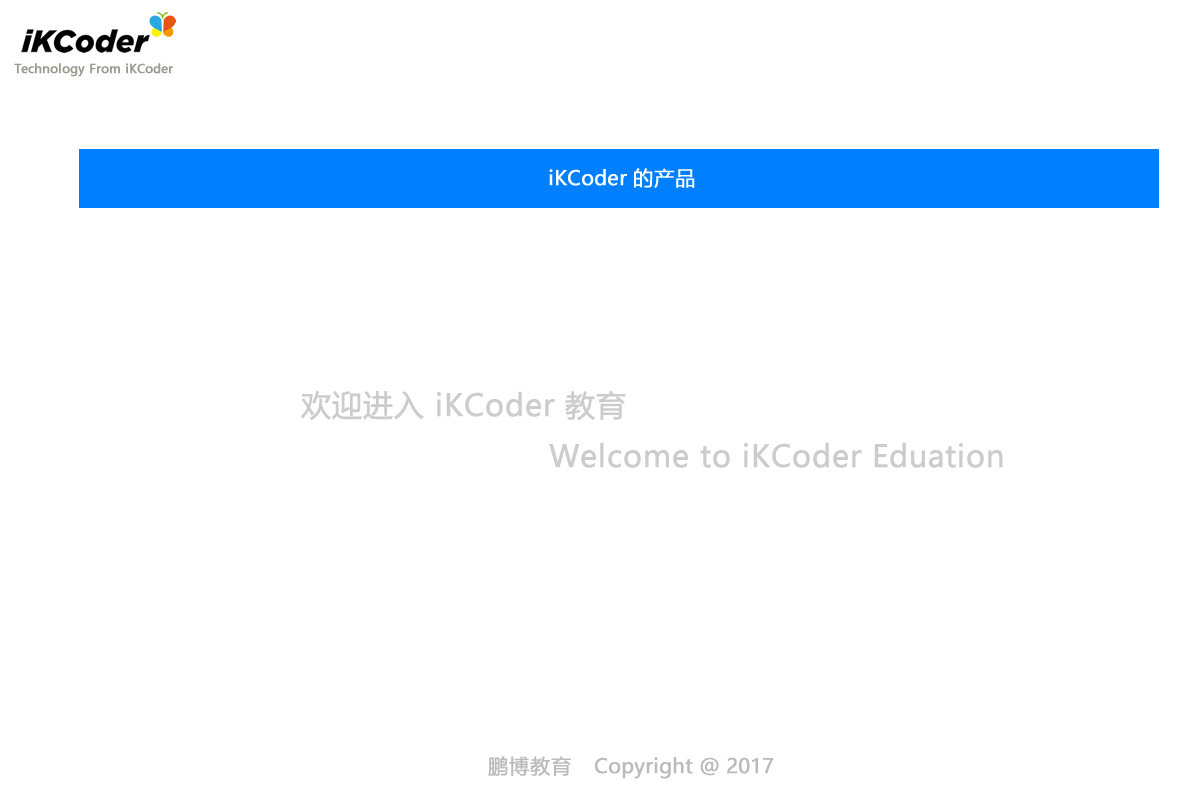 iKCoder
Technology From iKCoder
iKCoder 的产品
欢迎进入 iKCoder 教育
Welcome to iKCoder Eduation
鹏博教育 Copyright @ 2017